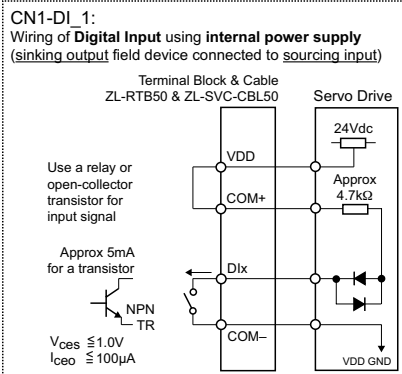 CN1-DI_1:
Wiring of Digital Input using internal power supply
(sinking output field device connected to sourcing input)
Terminal Block & Cable
ZL-RTB50 & ZL-SVC-CBL50
Servo Drive
24Vdc
VDD
Use a relay or
open-collector
transistor for
input signal
COM+
Approx
4.7kΩ
Approx 5mA
for a transistor
DIx
NPN
TR
COM–
Vces ≦1.0V
Iceo ≦100µA
VDD GND